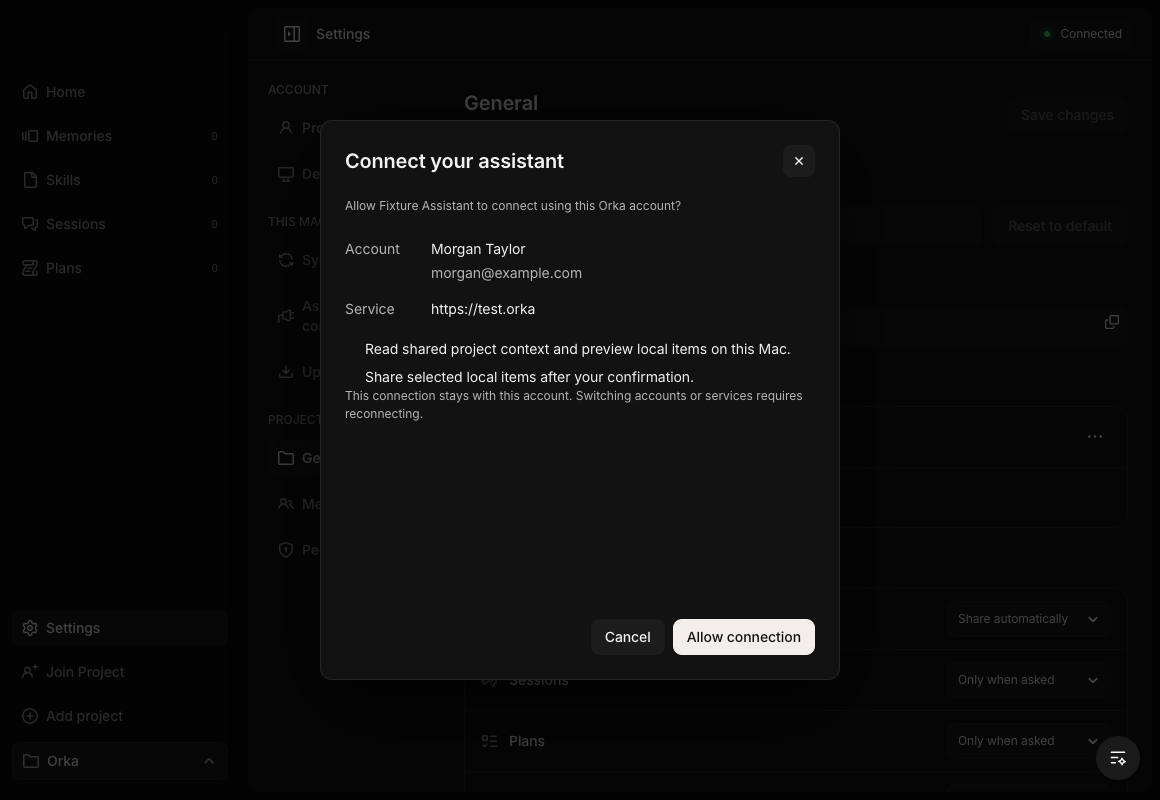 Settings
Connected
Home
Memories 0
Skills 0
Sessions 0
Plans 0
Settings
Join Project
Add project
Orka
ACCOUNT
THIS
PROJECT
General
Save changes
Reset to default
Connect your assistant
Allow Fixture Assistant to connect using this Orka account?
Account Morgan Taylor
morgan@example.com
Service https://test.orka
Read shared project context and preview local items on this Mac.
Share selected local items after your confirmation.
This connection stays with this account. Switching accounts or services requires
reconnecting.
Cancel Allow connection
Share automatically
Sessions Only when asked
Plans Only when asked